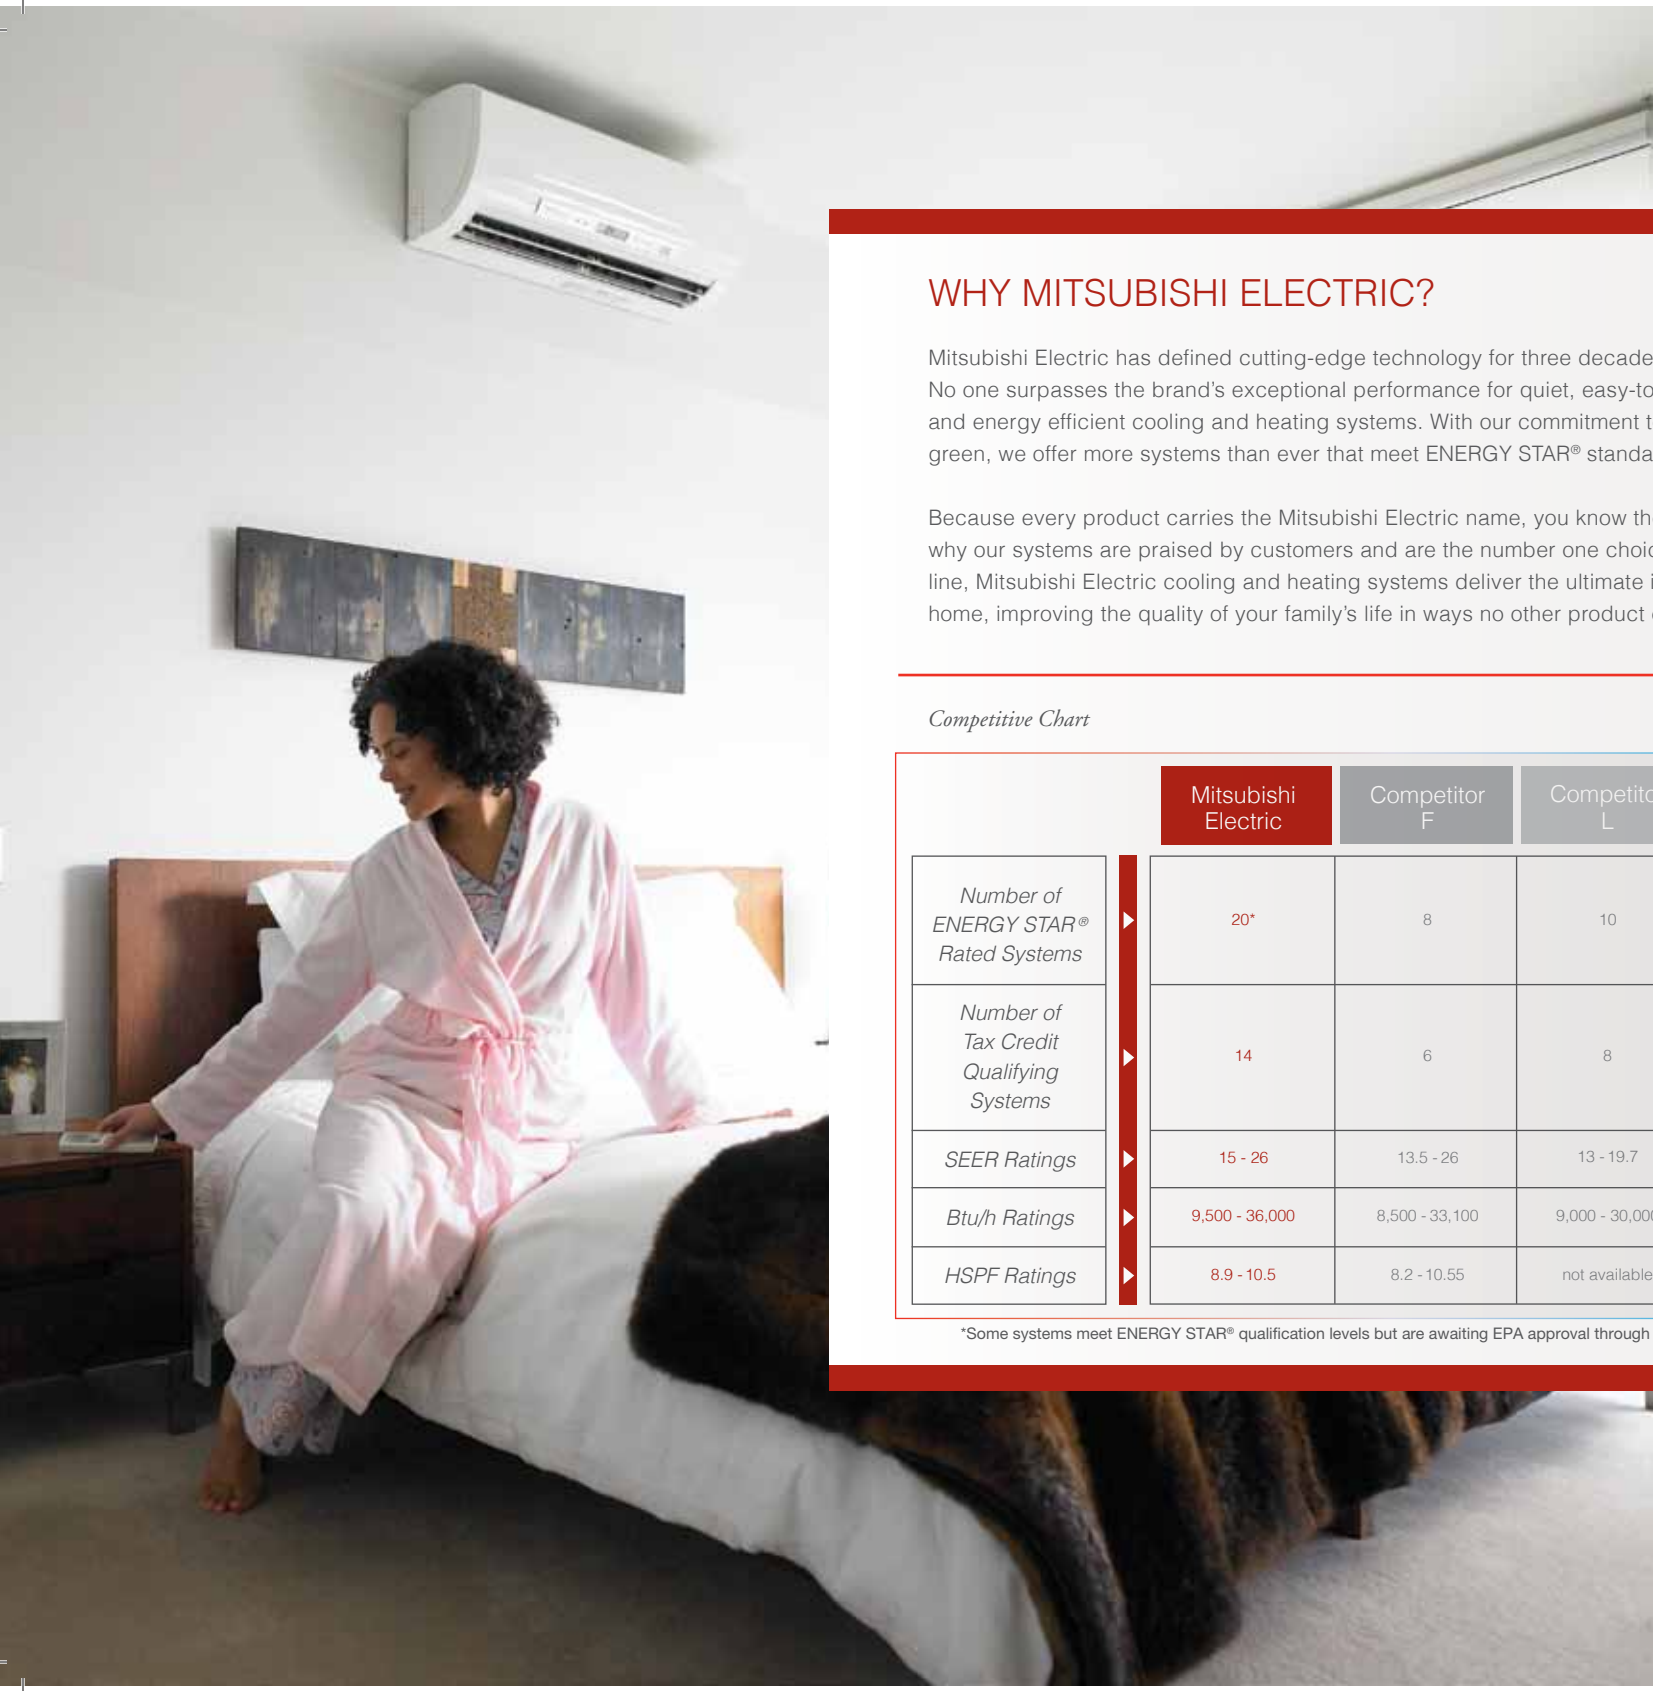 WHY MITSUBISHI ELECTRIC?
Mitsubishi Electric has defined cutting-edge technology for three decade
No one surpasses the brand's exceptional performance for quiet, easy-to
and energy efficient cooling and heating systems. With our commitment t
green, we offer more systems than ever that meet ENERGY STAR® standa
Because every product carries the Mitsubishi Electric name, you know th
why our systems are praised by customers and are the number one choic
line, Mitsubishi Electric cooling and heating systems deliver the ultimate i
home, improving the quality of your family's life in ways no other product
Competitive Chart
Mitsubishi Electric
Competitor F
Competito L
Number of
ENERGY STAR®
Rated Systems
20* 8 10
Number of
Tax Credit
Qualifying
Systems
14 6 8
SEER Ratings 15 - 26 13.5 - 26 13 - 19.7
Btu/h Ratings 9,500 - 36,000 8,500 - 33,100 9,000 - 30,000
HSPF Ratings 8.9 - 10.5 8.2 - 10.55 not available
*Some systems meet ENERGY STAR® qualification levels but are awaiting EPA approval through